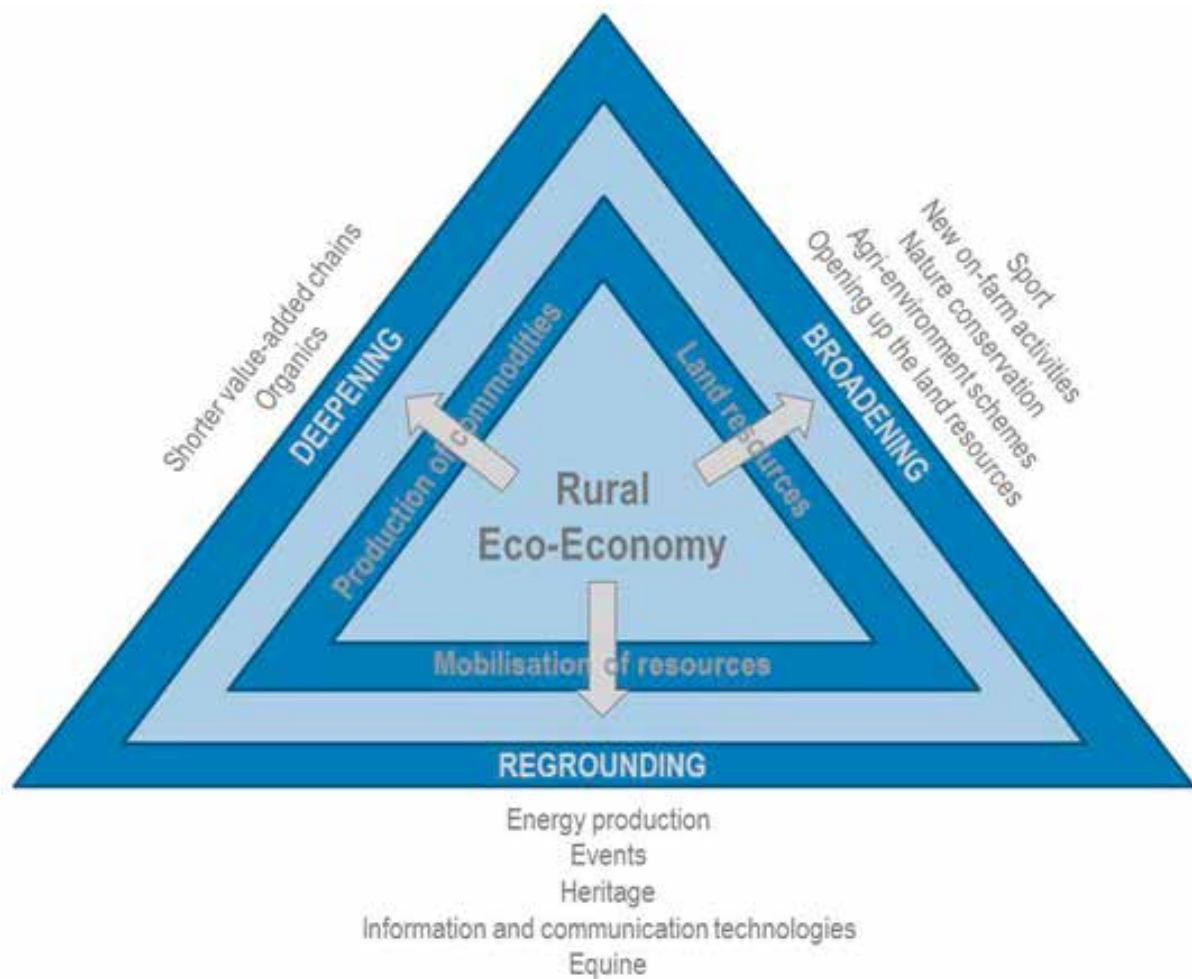 Shorter value-added chains
Organics
DEEPENING
Production of commodities
Sport
New on-farm activities
Nature conservation
Agri-environment schemes
Opening up the land resources
BROADENING
Land resources
Rural
Eco-Economy
Mobilisation of resources
REGROUNDING
Energy production
Events
Heritage
Information and communication technologies
Equine